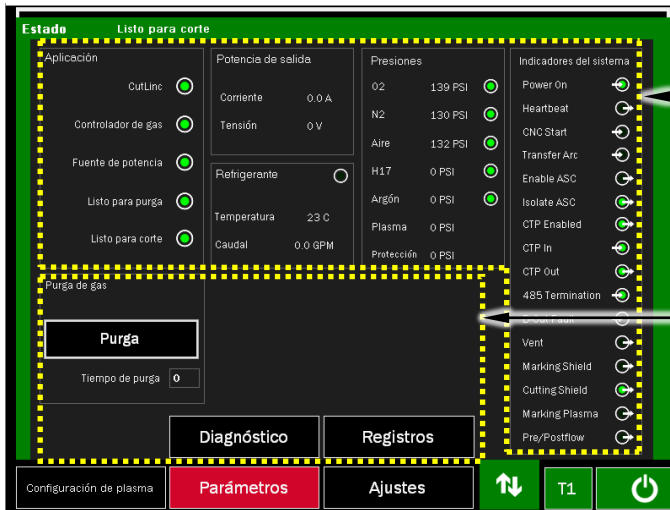 Estado Listo para corte
Aplicación
CutLinc
Controlador de gas
Fuente de potencia
Listo para purga
Listo para corte
Potencia de salida
Corriente 0.0 A
Tensión 0 V
Refrigerante
Temperatura 23 C
Caudal 0.0 GPM
Presiones
O2 139 PSI
N2 130 PSI
Aire 132 PSI
H17 0 PSI
Argón 0 PSI
Plasma 0 PSI
Protección 0 PSI
Indicadores del sistema
Power On
Heartbeat
CNC Start
Transfer Arc
Enable ASC
Isolate ASC
CTP Enabled
CTP In
CTP Out
485 Termination
Vent
Marking Shield
Cutting Shield
Marking Plasma
Pre/Postflow
Purga de gas
Purga
Tiempo de purga 0
Diagnóstico Registros
Configuración de plasma Parámetros Ajustes T1